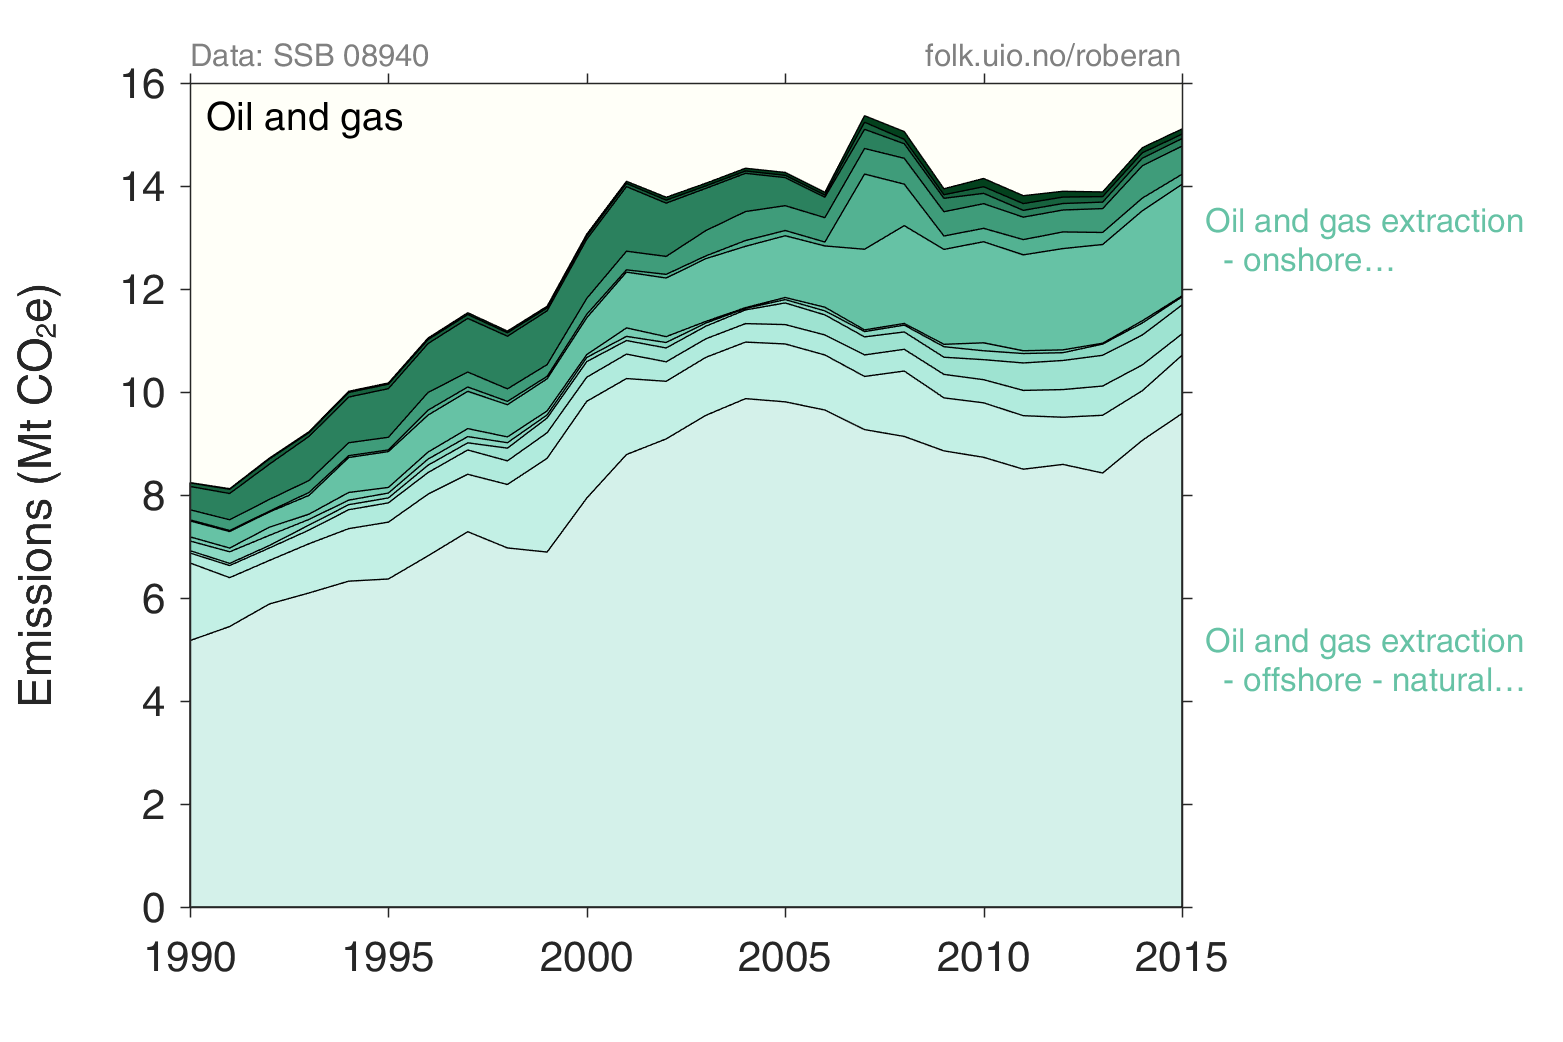 Data: SSB 08940
folk.uio.no/roberan
Oil and gas
Emissions (Mt CO₂e)
16
14
12
10
8
6
4
2
0
1990
1995
2000
2005
2010
2015
Oil and gas extraction
- onshore…
Oil and gas extraction
- offshore - natural…